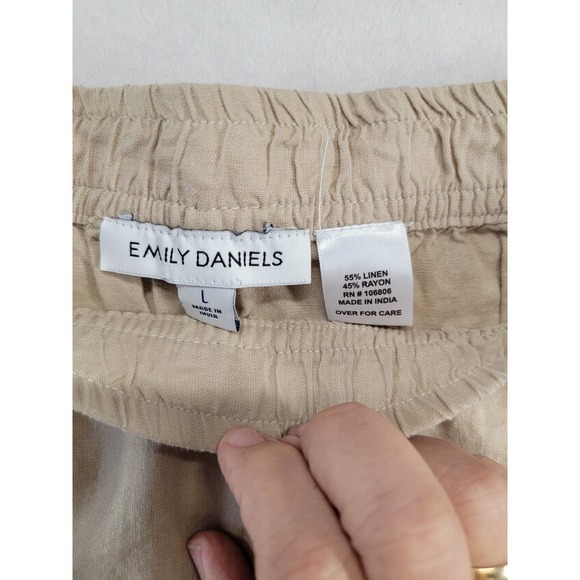 EMILY DANIELS
L
MADE IN
INDIA
55% LINEN
45% RAYON
RN # 106806
MADE IN INDIA
OVER FOR CARE